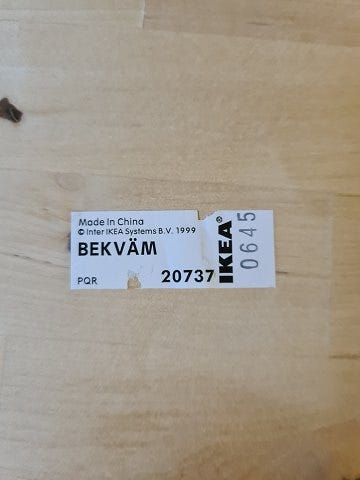 Made In China
© Inter IKEA Systems B.V. 1999
BEKVÄM
PQR
20737
IKEA®
0645